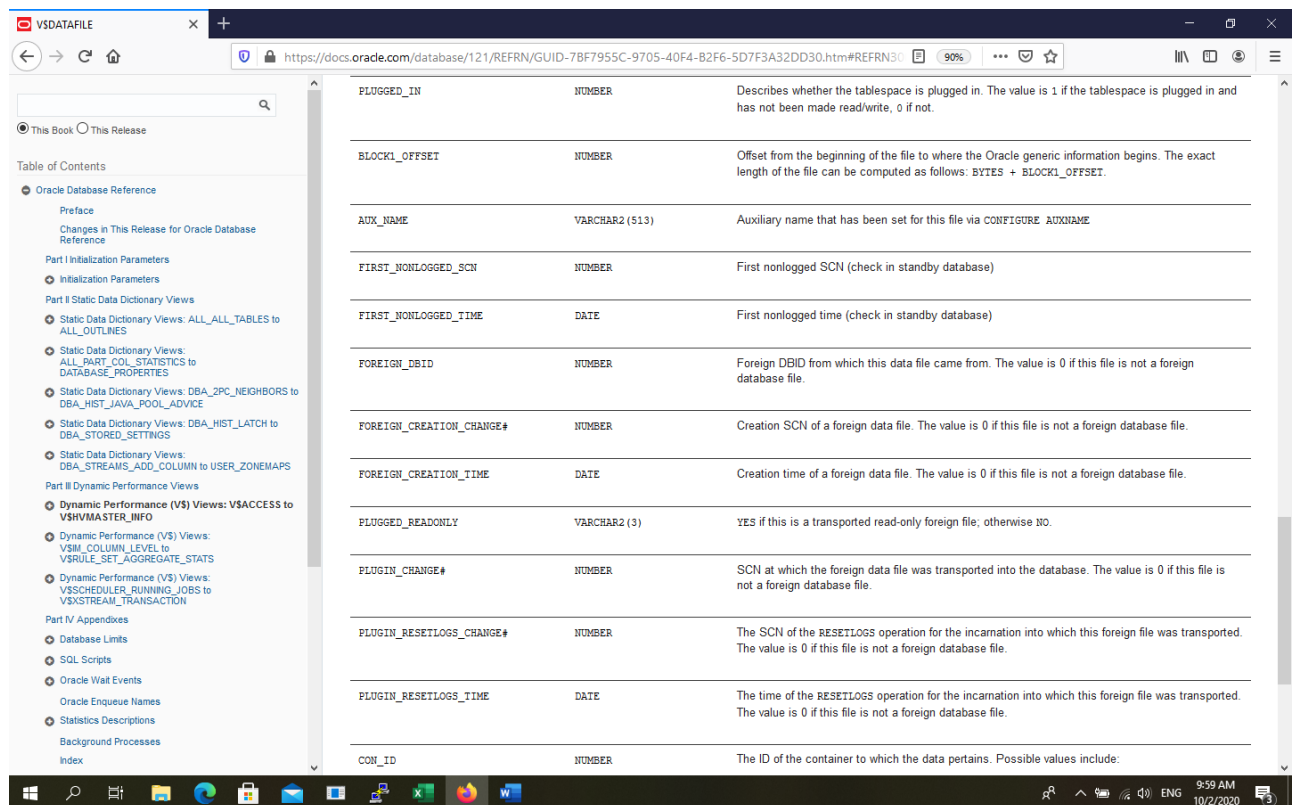 V$DATAFILE
https://docs.oracle.com/database/121/REFRN/GUID-7BF7955C-9705-40F4-B2F6-5D7F3A32DD30.htm#REFRN30
90%
This Book This Release
Table of Contents
Oracle Database Reference
Preface
Changes in This Release for Oracle Database
Reference
Part I Initialization Parameters
Initialization Parameters
Part II Static Data Dictionary Views
Static Data Dictionary Views: ALL_ALL_TABLES to
ALL_OUTLINES
Static Data Dictionary Views:
ALL_PART_COL_STATISTICS to
DATABASE_PROPERTIES
Static Data Dictionary Views: DBA_2PC_NEIGHBORS to
DBA_HIST_JAVA_POOL_ADVICE
Static Data Dictionary Views: DBA_HIST_LATCH to
DBA_STORED_SETTINGS
Static Data Dictionary Views:
DBA_STREAMS_ADD_COLUMN to USER_ZONEMAPS
Part III Dynamic Performance Views
Dynamic Performance (V$) Views: V$ACCESS to
V$HVMASTER_INFO
Dynamic Performance (V$) Views:
V$IM_COLUMN_LEVEL to
V$RULE_SET_AGGREGATE_STATS
Dynamic Performance (V$) Views:
V$SCHEDULER_RUNNING_JOBS to
V$XSTREAM_TRANSACTION
Part IV Appendixes
Database Limits
SQL Scripts
Oracle Wait Events
Oracle Enqueue Names
Statistics Descriptions
Background Processes
Index
PLUGGED_IN NUMBER Describes whether the tablespace is plugged in. The value is 1 if the tablespace is plugged in and
has not been made read/write, 0 if not.
BLOCK1_OFFSET NUMBER Offset from the beginning of the file to where the Oracle generic information begins. The exact
length of the file can be computed as follows: BYTES + BLOCK1_OFFSET.
AUX_NAME VARCHAR2(513) Auxiliary name that has been set for this file via CONFIGURE AUXNAME
FIRST_NONLOGGED_SCN NUMBER First nonlogged SCN (check in standby database)
FIRST_NONLOGGED_TIME DATE First nonlogged time (check in standby database)
FOREIGN_DBID NUMBER Foreign DBID from which this data file came from. The value is 0 if this file is not a foreign
database file.
FOREIGN_CREATION_CHANGE# NUMBER Creation SCN of a foreign data file. The value is 0 if this file is not a foreign database file.
FOREIGN_CREATION_TIME DATE Creation time of a foreign data file. The value is 0 if this file is not a foreign database file.
PLUGGED_READONLY VARCHAR2(3) YES if this is a transported read-only foreign file; otherwise NO.
PLUGIN_CHANGE# NUMBER SCN at which the foreign data file was transported into the database. The value is 0 if this file is
not a foreign database file.
PLUGIN_RESETLOGS_CHANGE# NUMBER The SCN of the RESETLOGS operation for the incarnation into which this foreign file was transported.
The value is 0 if this file is not a foreign database file.
PLUGIN_RESETLOGS_TIME DATE The time of the RESETLOGS operation for the incarnation into which this foreign file was transported.
The value is 0 if this file is not a foreign database file.
CON_ID NUMBER The ID of the container to which the data pertains. Possible values include:
ENG
9:59 AM
10/2/2020